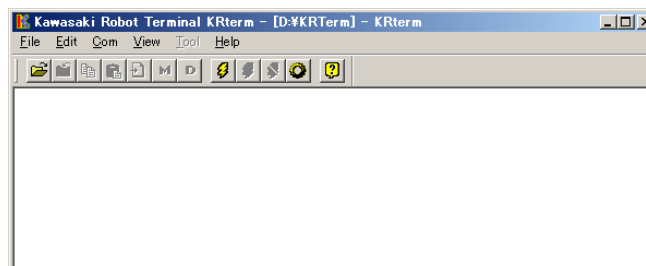 Kawasaki Robot Terminal KRterm - [D:¥KRTerm] - KRterm
File Edit Com View Tool Help
M D